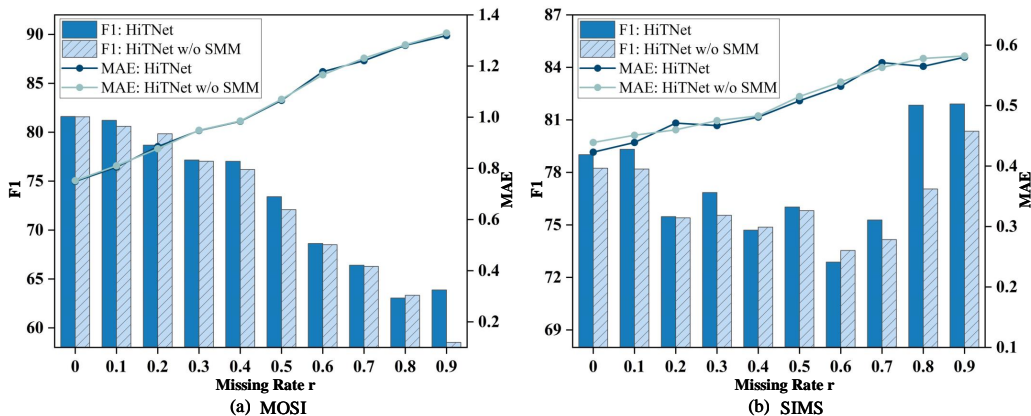 F1: HiTNet
F1: HiTNet w/o SMM
MAE: HiTNet
MAE: HiTNet w/o SMM
90
85
80
75
70
65
60
F1
1.4
1.2
1.0
0.8
0.6
0.4
0.2
MAE
0 0.1 0.2 0.3 0.4 0.5 0.6 0.7 0.8 0.9
Missing Rate r
(a) MOSI
F1: HiTNet
F1: HiTNet w/o SMM
MAE: HiTNet
MAE: HiTNet w/o SMM
87
84
81
78
75
72
69
F1
0.6
0.5
0.4
0.3
0.2
0.1
MAE
0 0.1 0.2 0.3 0.4 0.5 0.6 0.7 0.8 0.9
Missing Rate r
(b) SIMS